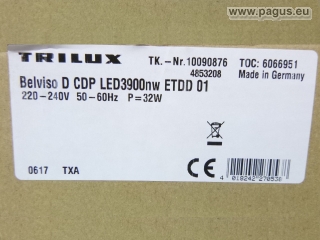 © www.pagus.eu
TRILUX TK.-Nr.10090876 TOC: 6066951
4853208 Made in Germany
Belviso D CDP LED3900nw ETDD 01
220-240V 50-60Hz P=32W
CE
0617 TXA